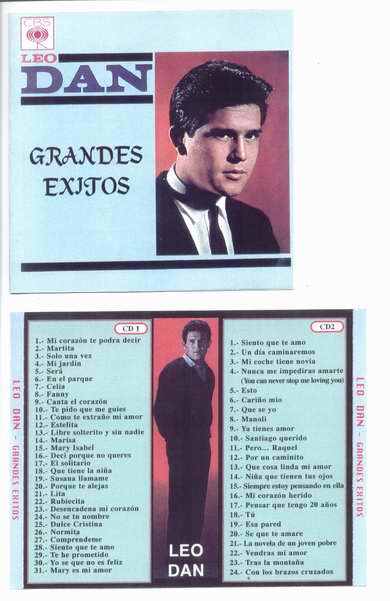 CBS
LEO
DAN
GRANDES
EXITOS
LEO DAN - GRANDES EXITOS
CD 1
1.- Mi corazón te podra decir
2.- Martita
3.- Solo una vez
4.- Mi jardín
5.- Será
6.- En el parque
7.- Celia
8.- Fanny
9.- Canta el corazón
10.- Te pido que me guies
11.- Como te extraño mi amor
12.- Estelita
13.- Libre solterito y sin nadie
14.- Marisa
15.- Mary Isabel
16.- Decí porque no queres
17.- El solitario
18.- Que tiene la niña
19.- Susana llamame
20.- Porque te alejas
21.- Lita
22.- Rubiecita
23.- Desencadena mi corazón
24.- No se tu nombre
25.- Dulce Cristina
26.- Normita
27.- Comprendeme
28.- Siento que te amo
29.- Te he prometido
30.- Yo se que no es feliz
31.- Mary es mi amor
LEO
DAN
CD2
1.- Siento que te amo
2.- Un día caminaremos
3.- Mi coche tiene novia
4.- Nunca me impediras amarte
(You can never stop me loving you)
5.- Esto
6.- Cariño mio
7.- Que se yo
8.- Manoli
9.- Ya tienes amor
10.- Santiago querido
11.- Pero... Raquel
12.- Por un caminito
13.- Que cosa linda mi amor
14.- Niña que tienen tus ojos
15.- Siempre estoy pensando en ella
16.- Mi corazón herido
17.- Pensar que tengo 20 años
18.- Tú
19.- Esa pared
20.- Se que te amare
21.- La novela de un joven pobre
22.- Vendras mi amor
23.- Tras la montaña
24.- Con los brazos cruzados
LEO DAN - GRANDES EXITOS